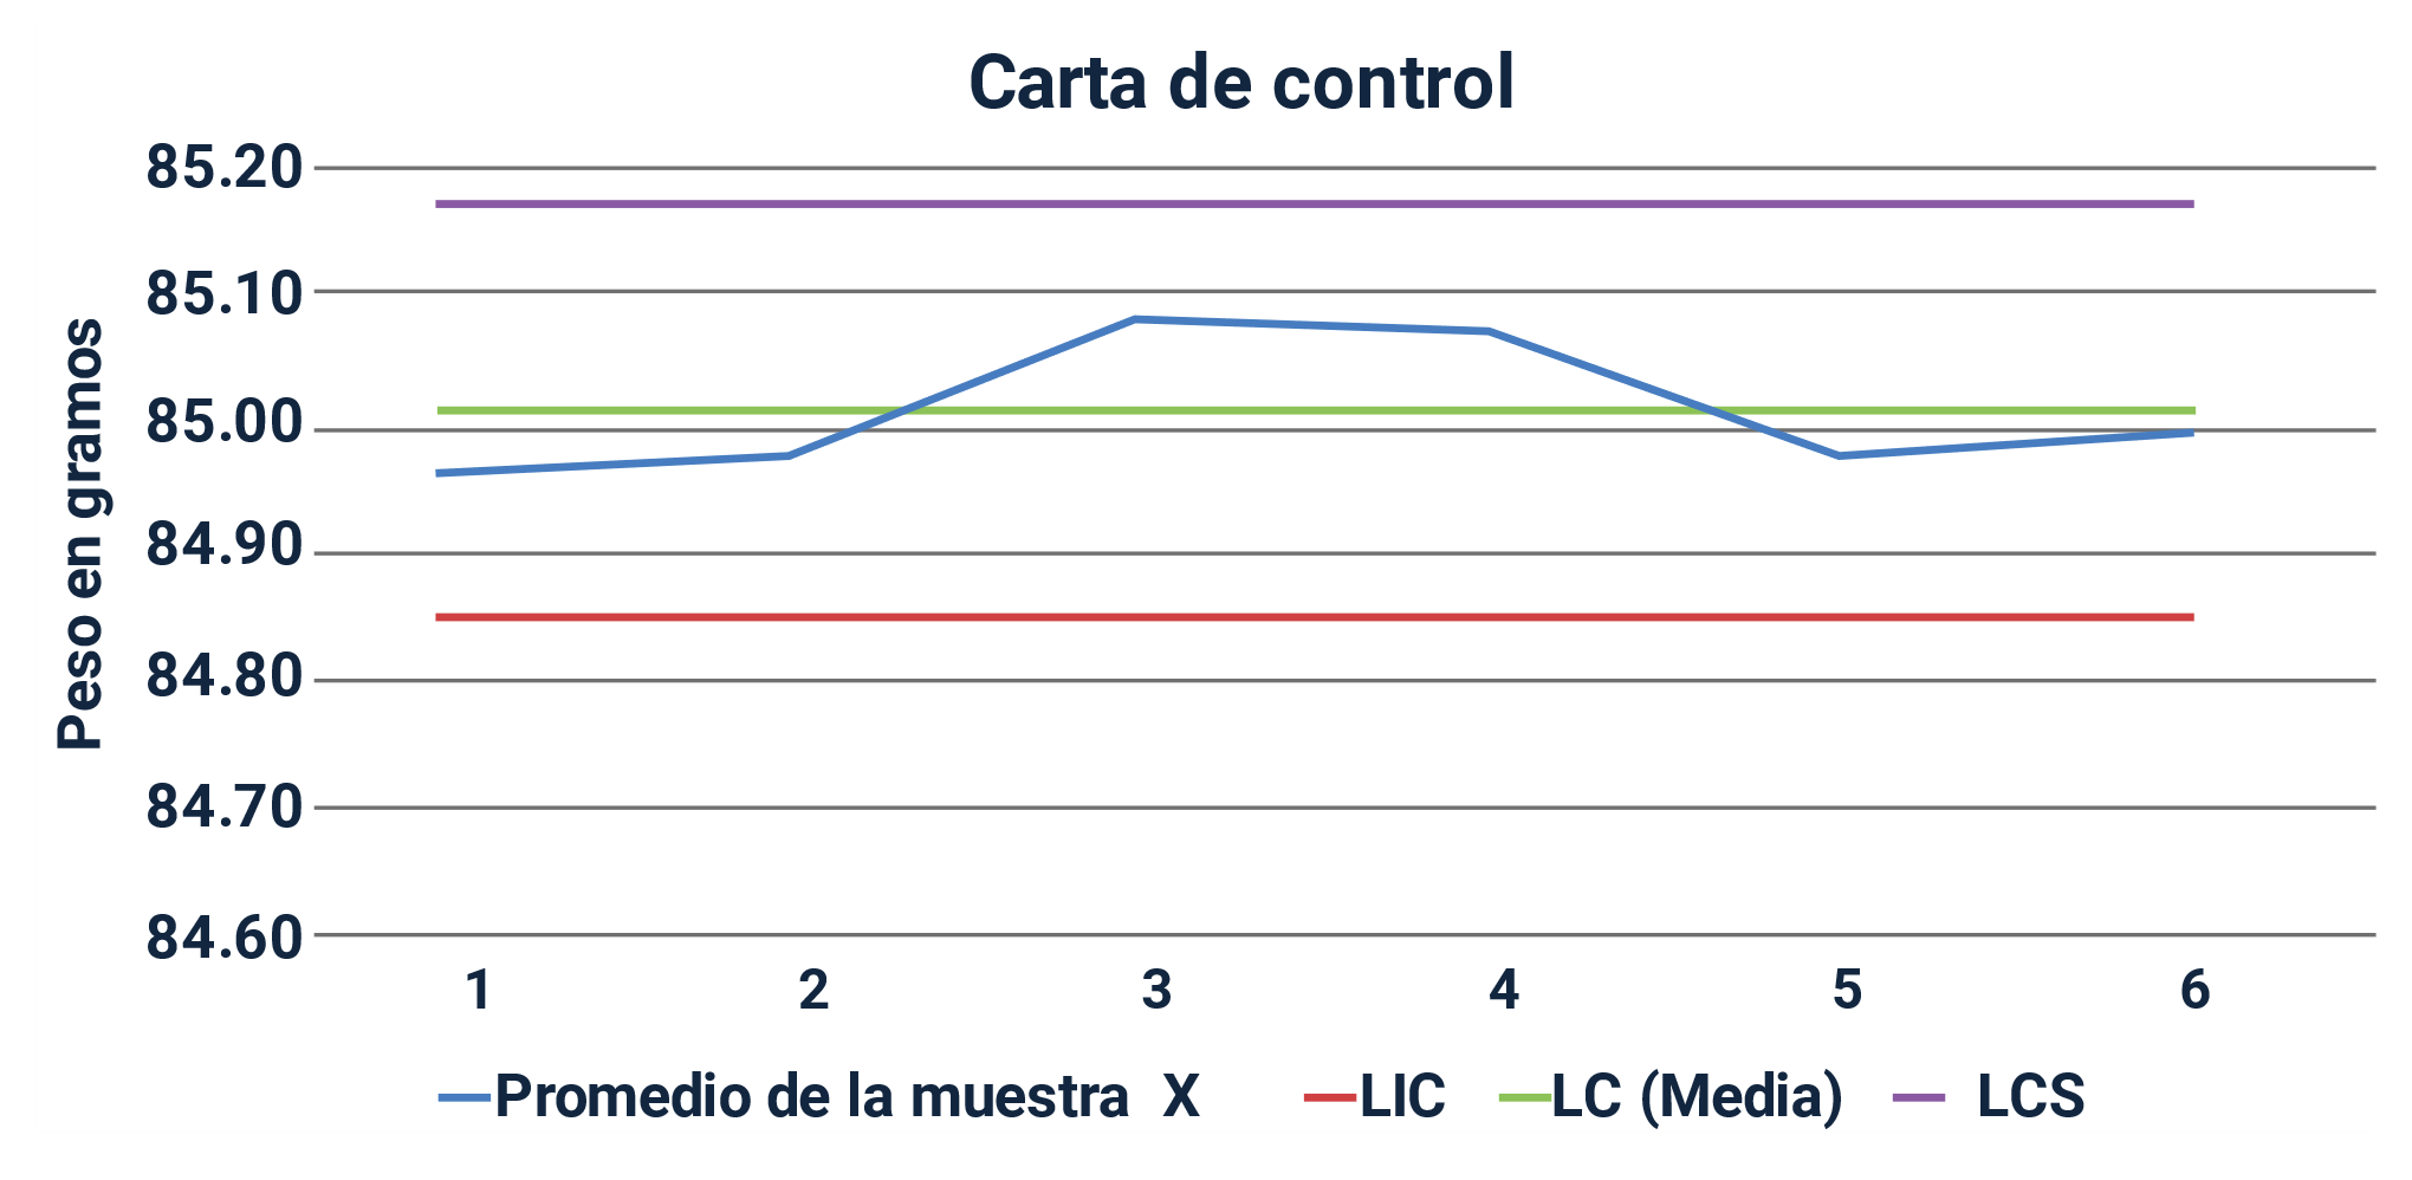 Carta de control
Peso en gramos
85.20
85.10
85.00
84.90
84.80
84.70
84.60
1 2 3 4 5 6
Promedio de la muestra X LIC LC (Media) LCS